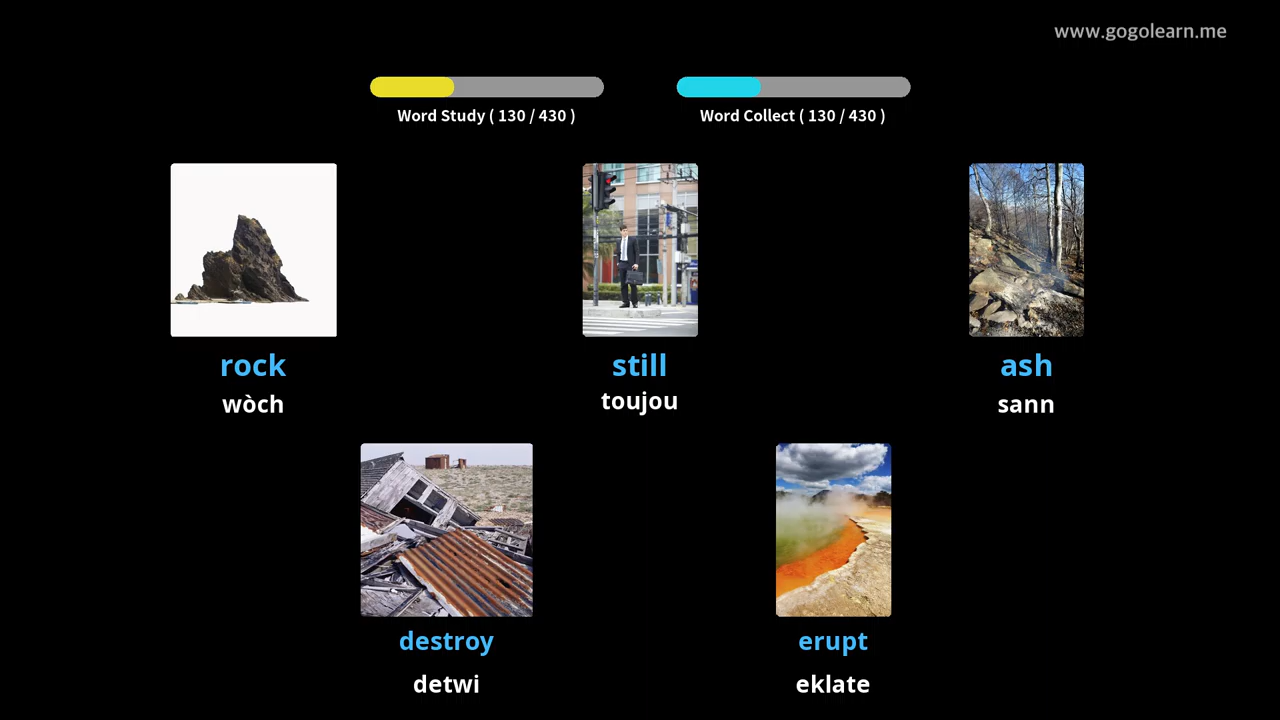 www.gogolearn.me
Word Study ( 130 / 430 )
Word Collect ( 130 / 430 )
rock
still
ash
wòch
toujou
sann
destroy
erupt
detwi
eklate